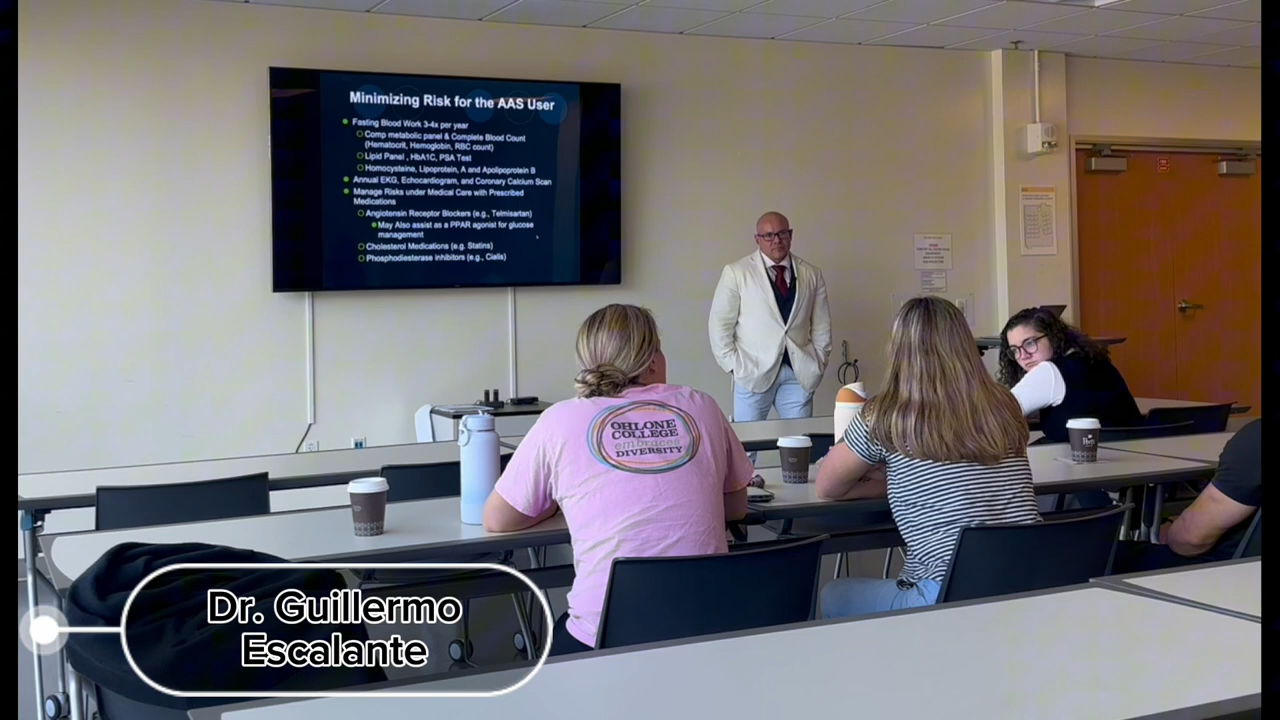 Minimizing Risk for the AAS User
Fasting Blood Work 3-4x per year
Comp metabolic panel & Complete Blood Count
(Hematocrit, Hemoglobin, RBC count)
Lipid Panel , HbA1C, PSA Test
Homocysteine, Lipoprotein, A and Apolipoprotein B
Annual EKG, Echocardiogram, and Coronary Calcium Scan
Manage Risks under Medical Care with Prescribed
Medications
Angiotensin Receptor Blockers (e.g., Telmisartan)
May Also assist as a PPAR agonist for glucose
management
Cholesterol Medications (e.g. Statins)
Phosphodiesterase inhibitors (e.g., Cialis)
OHLONE
COLLEGE
embraces
DIVERSITY
Dr. Guillermo
Escalante